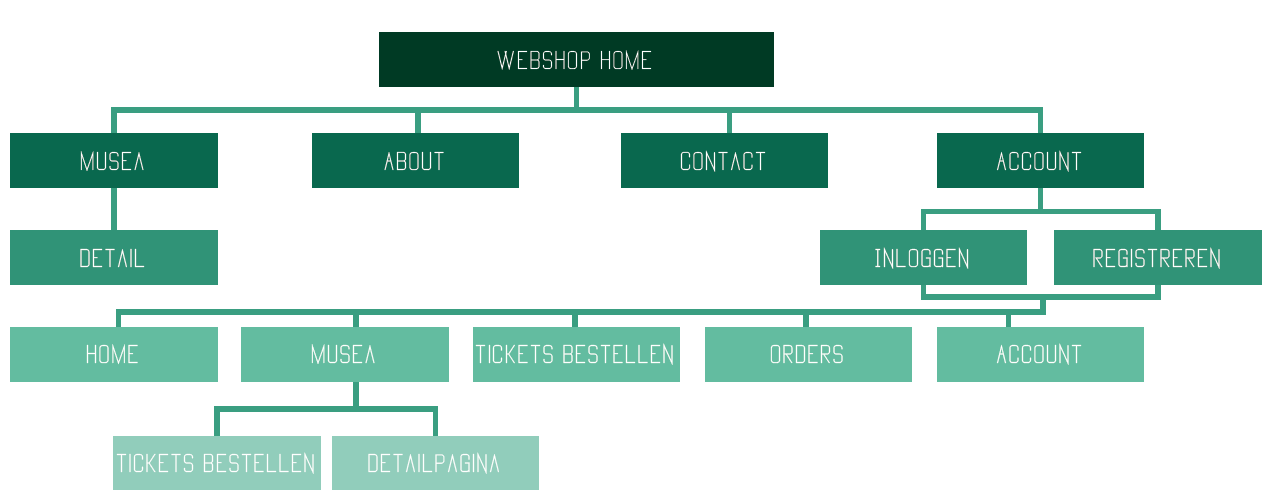 WEBSHOP HOME
MUSEA
ABOUT
CONTACT
ACCOUNT
DETAIL
INLOGGEN
REGISTREREN
HOME
MUSEA
TICKETS BESTELLEN
ORDERS
ACCOUNT
TICKETS BESTELLEN
DETAILPAGINA